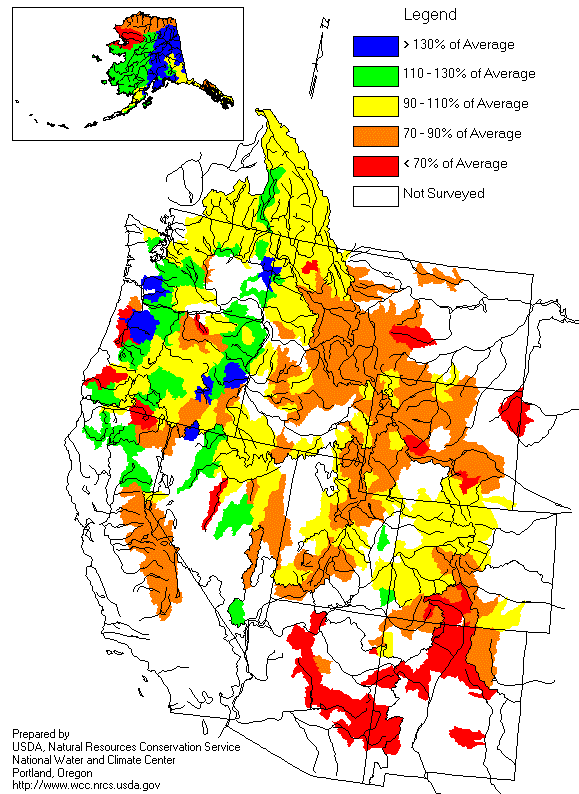 Legend
> 130% of Average
110 - 130% of Average
90 - 110% of Average
70 - 90% of Average
< 70% of Average
Not Surveyed
N
Prepared by
USDA, Natural Resources Conservation Service
National Water and Climate Center
Portland, Oregon
http://www.wcc.nrcs.usda.gov